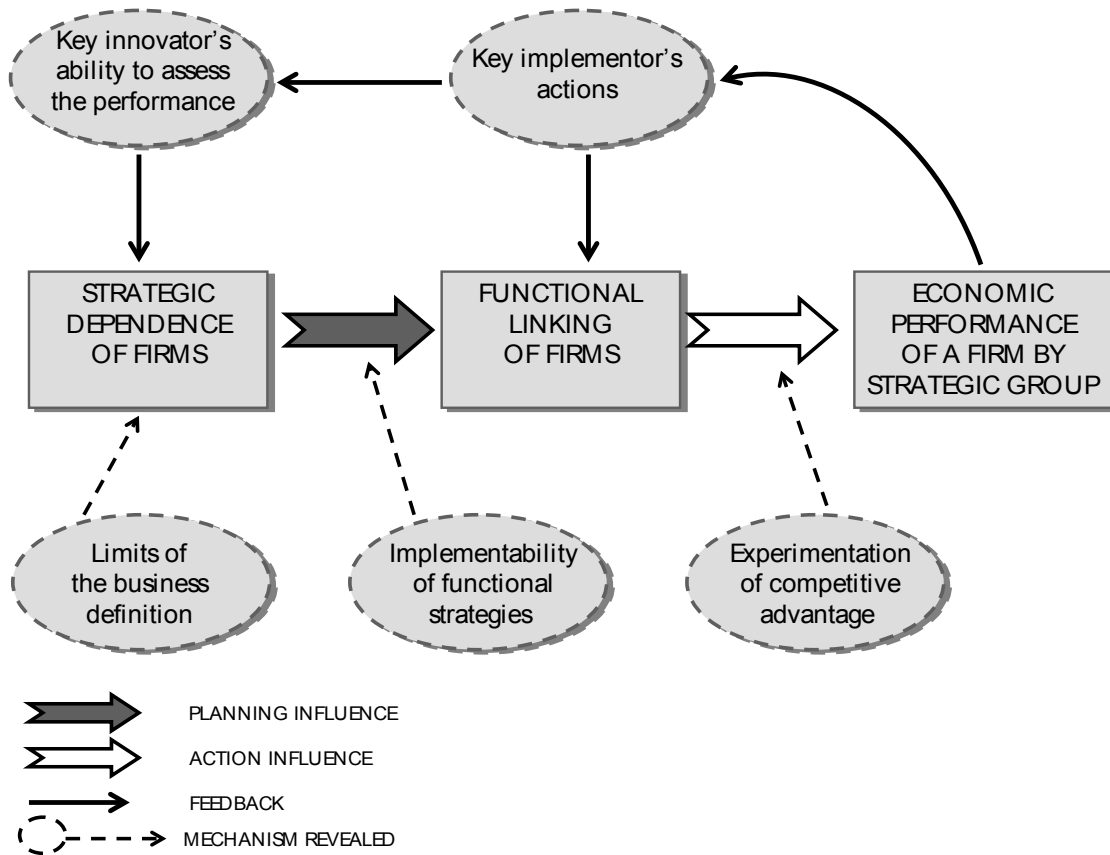 Key innovator’s
ability to assess
the performance
Key implementor’s
actions
STRATEGIC
DEPENDENCE
OF FIRMS
FUNCTIONAL
LINKING
OF FIRMS
ECONOMIC
PERFORMANCE
OF A FIRM BY
STRATEGIC GROUP
Limits of
the business
definition
Implementability
of functional
strategies
Experimentation
of competitive
advantage
PLANNING INFLUENCE
ACTION INFLUENCE
FEEDBACK
MECHANISM REVEALED